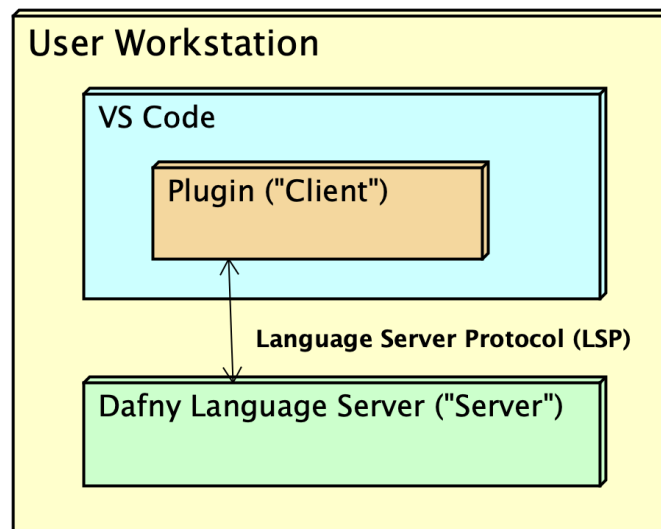 User Workstation
VS Code
Plugin ("Client")
Language Server Protocol (LSP)
Dafny Language Server ("Server")